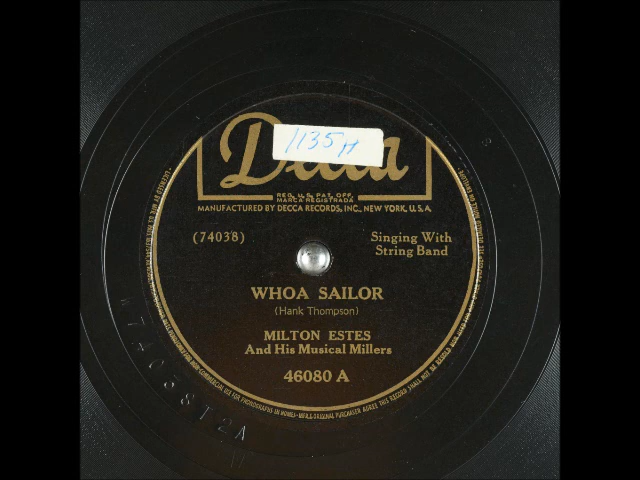 Decca
1135 H
REG. U.S. PAT. OFF.
MARCA REGISTRADA
MANUFACTURED BY DECCA RECORDS, INC., NEW YORK, U.S.A.
(74038)
Singing With
String Band
WHOA SAILOR
(Hank Thompson)
MILTON ESTES
And His Musical Millers
46080 A